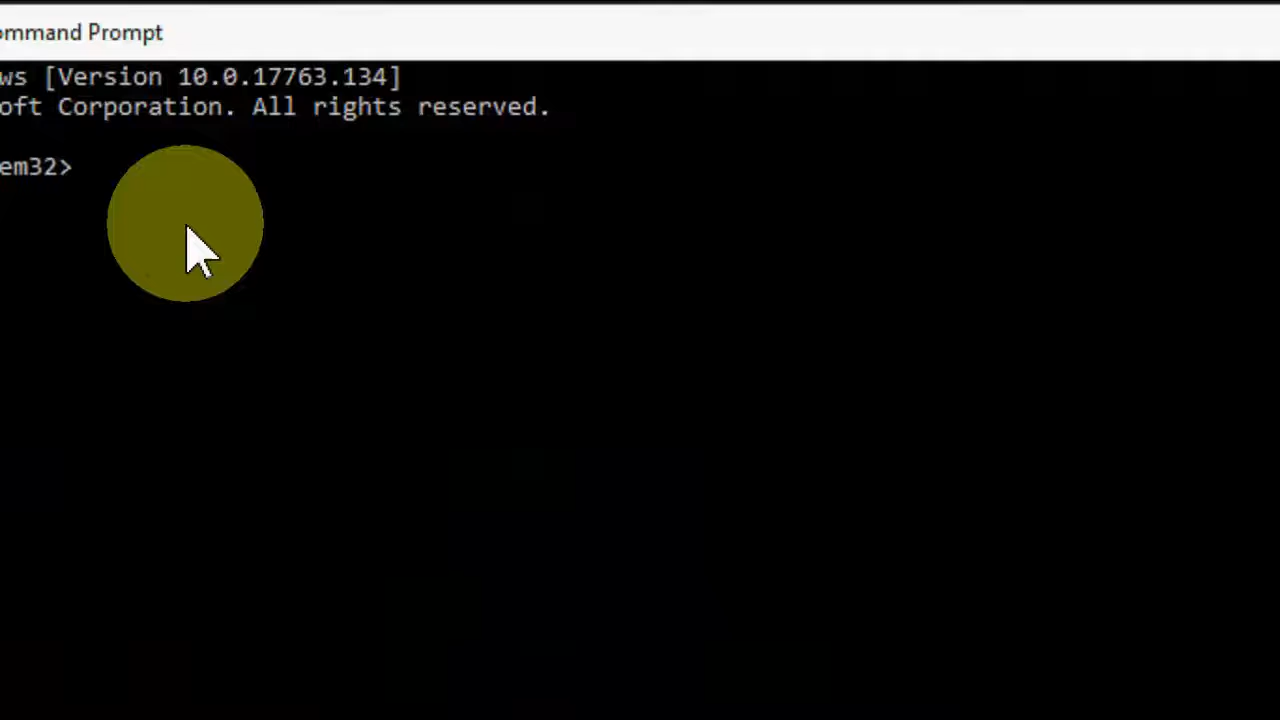 ommand Prompt
ws [Version 10.0.17763.134]
oft Corporation. All rights reserved.
em32>